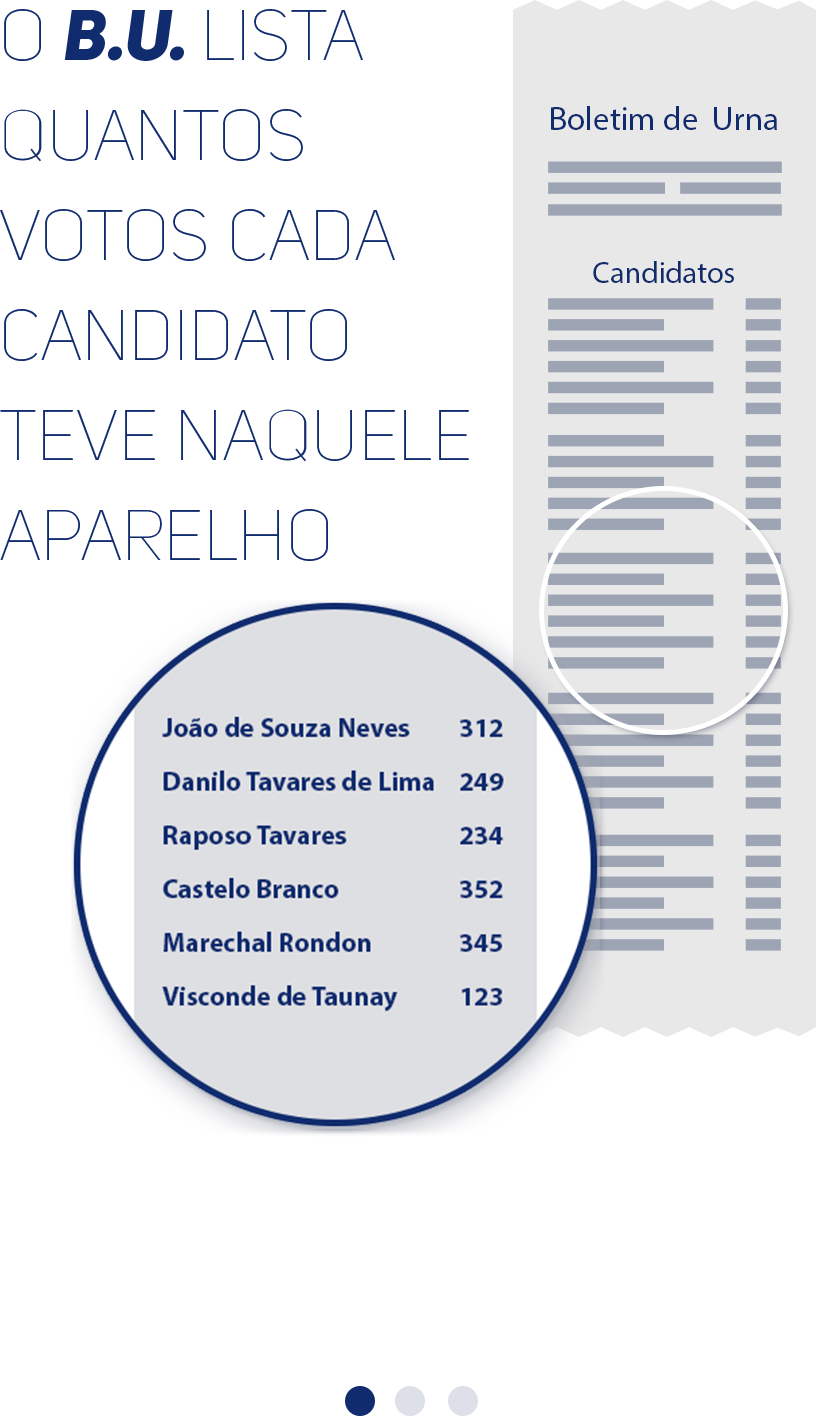 O B.U. LISTA
QUANTOS
VOTOS CADA
CANDIDATO
TEVE NAQUELE
APARELHO
Boletim de Urna
Candidatos
João de Souza Neves 312
Danilo Tavares de Lima 249
Raposo Tavares 234
Castelo Branco 352
Marechal Rondon 345
Visconde de Taunay 123